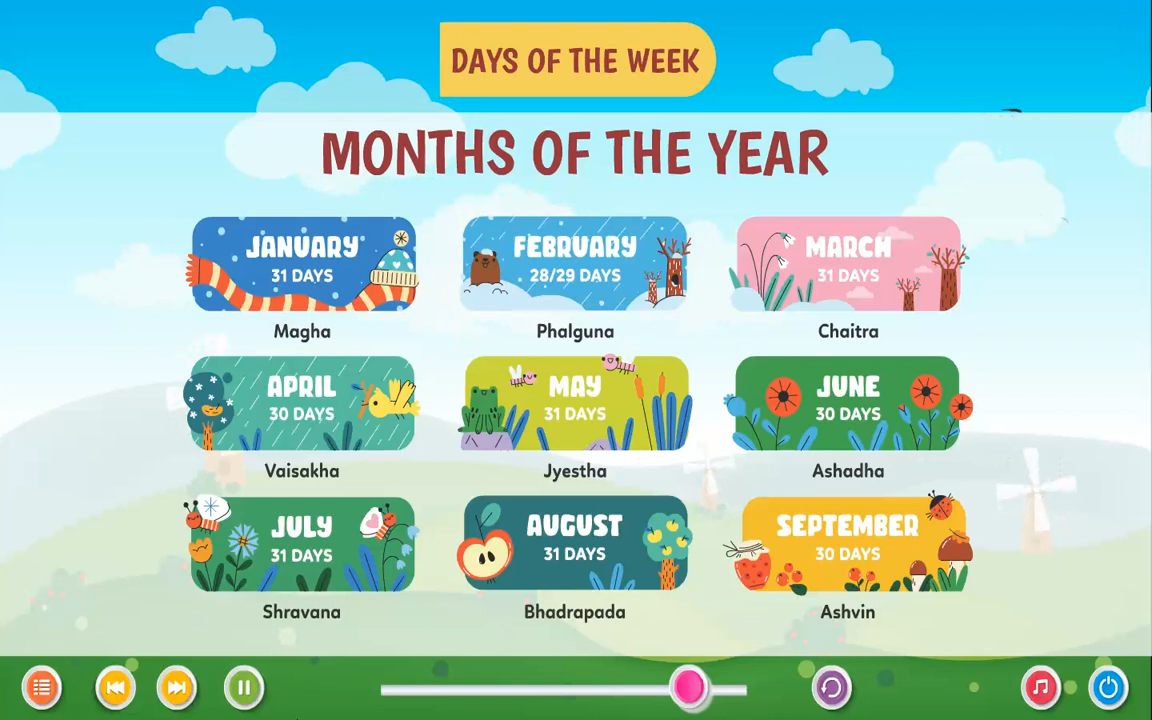 DAYS OF THE WEEK
MONTHS OF THE YEAR
JANUARY
31 DAYS
Magha
FEBRUARY
28/29 DAYS
Phalguna
MARCH
31 DAYS
Chaitra
APRIL
30 DAYS
Vaisakha
MAY
31 DAYS
Jyestha
JUNE
30 DAYS
Ashadha
JULY
31 DAYS
Shravana
AUGUST
31 DAYS
Bhadrapada
SEPTEMBER
30 DAYS
Ashvin